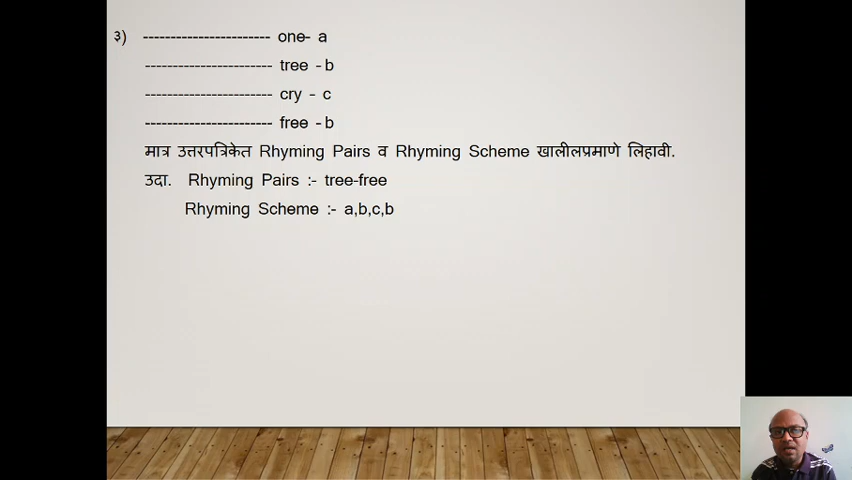 ३) ----------------------- one- a
----------------------- tree - b
----------------------- cry - c
----------------------- free - b
मात्र उत्तरपत्रिकेत Rhyming Pairs व Rhyming Scheme खालीलप्रमाणे लिहावी.
उदा. Rhyming Pairs :- tree-free
Rhyming Scheme :- a,b,c,b